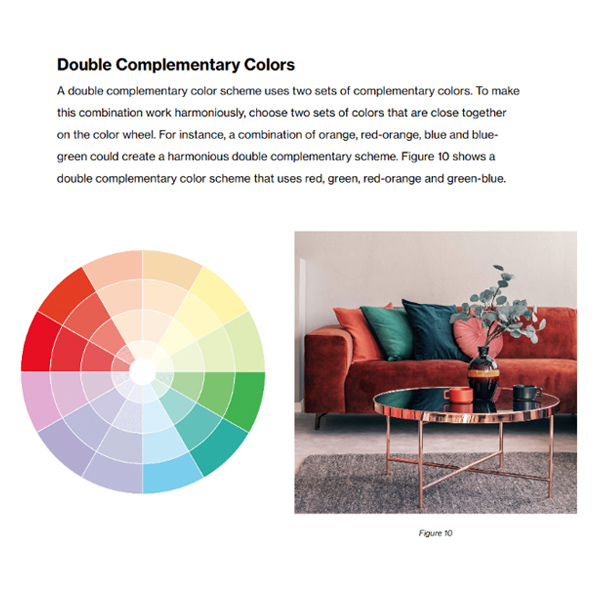 Double Complementary Colors
A double complementary color scheme uses two sets of complementary colors. To make
this combination work harmoniously, choose two sets of colors that are close together
on the color wheel. For instance, a combination of orange, red-orange, blue and blue-
green could create a harmonious double complementary scheme. Figure 10 shows a
double complementary color scheme that uses red, green, red-orange and green-blue.
Figure 10